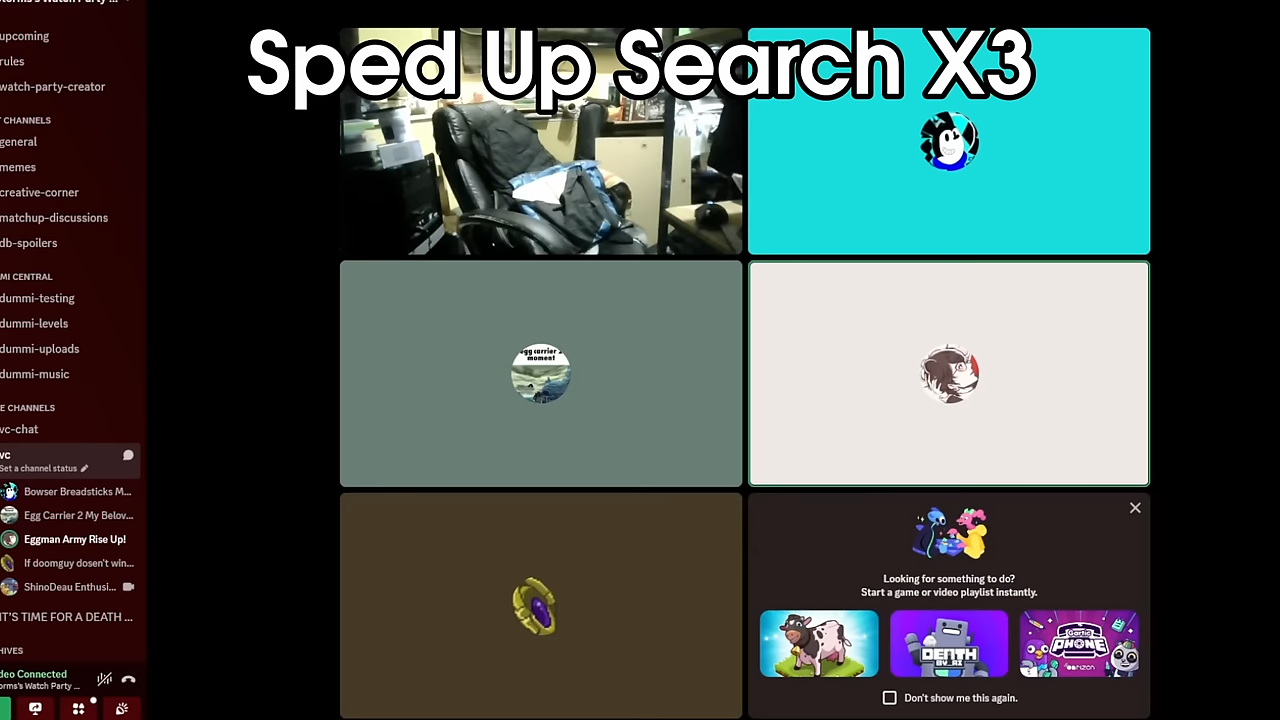 Sped Up Search X3
upcoming
rules
watch-party-creator
CHANNELS
general
memes
creative-corner
matchup-discussions
db-spoilers
MI CENTRAL
dummi-testing
dummi-levels
dummi-uploads
dummi-music
E CHANNELS
vc-chat
vc
Set a channel status
Bowser Breadsticks M...
Egg Carrier 2 My Belov...
Eggman Army Rise Up!
If doomguy dosen't win...
ShinoDeau Enthusi...
IT'S TIME FOR A DEATH ...
HIVES
deo Connected
orms's Watch Party ...
egg carrier 2
moment
Looking for something to do?
Start a game or video playlist instantly.
DEATH
BY AI
Gartic
PHONE
Don't show me this again.